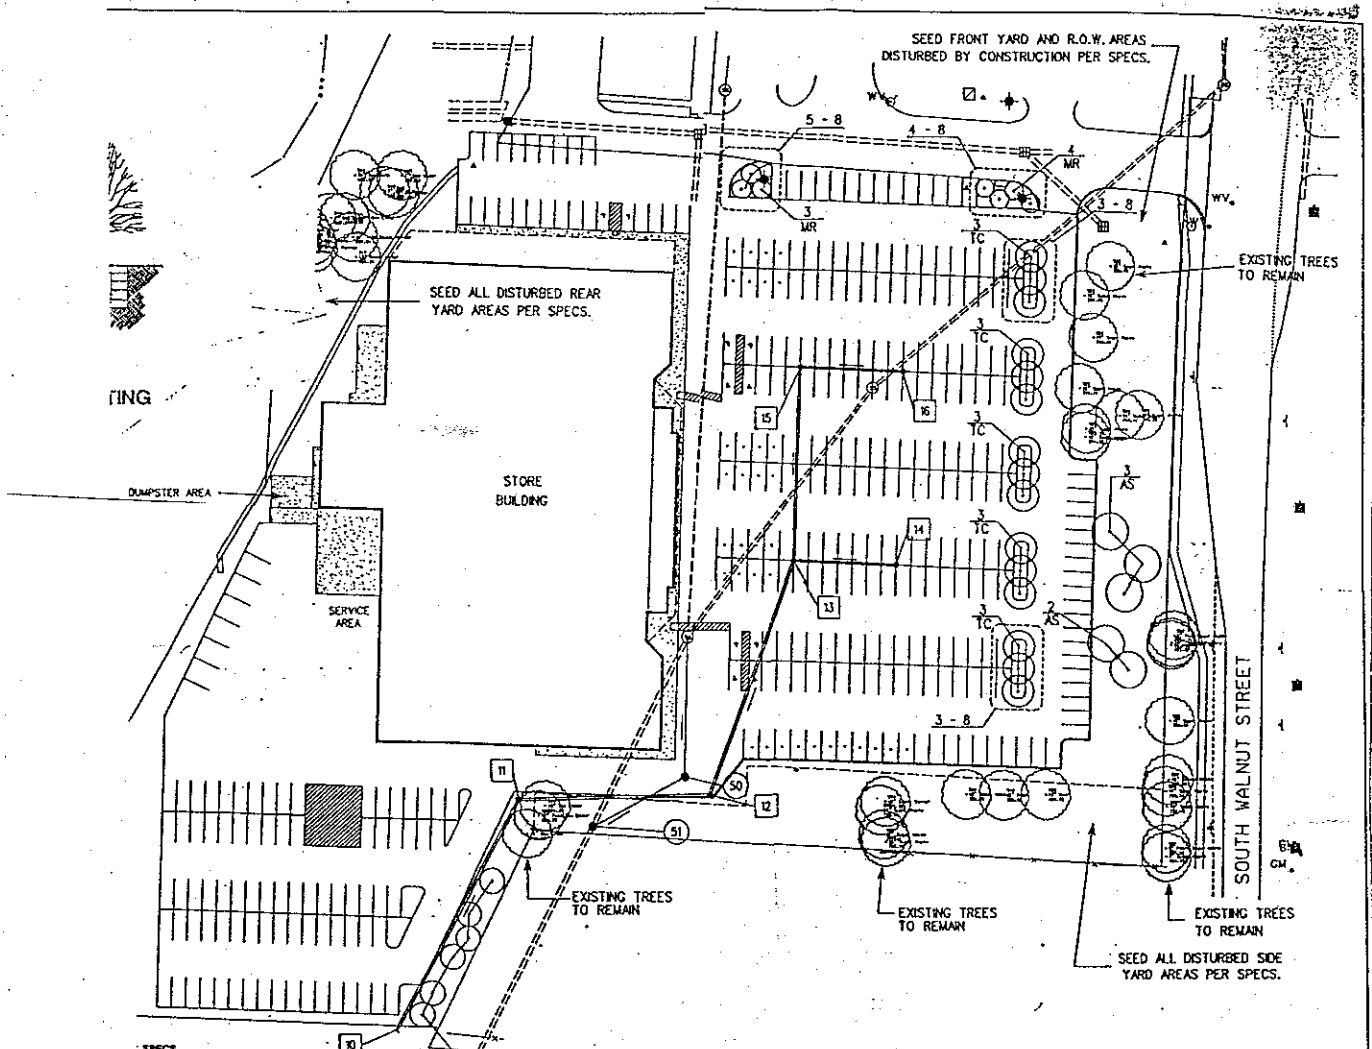 SEED FRONT YARD AND R.O.W. AREAS
DISTURBED BY CONSTRUCTION PER SPECS.
5 - 8
4 - 8
4
MR
3
MR
3 - 8
WV
WV
3
TC
EXISTING TREES
TO REMAIN
SEED ALL DISTURBED REAR
YARD AREAS PER SPECS.
3
TC
TING
15
16
3
TC
3
AS
STORE
BUILDING
DUMPSTER AREA
14
3
TC
13
SERVICE
AREA
2
AS
3
TC
SOUTH WALNUT STREET
3 - 8
11
50
12
51
GM
EXISTING TREES
TO REMAIN
EXISTING TREES
TO REMAIN
EXISTING TREES
TO REMAIN
SEED ALL DISTURBED SIDE
YARD AREAS PER SPECS.
10
SPECS